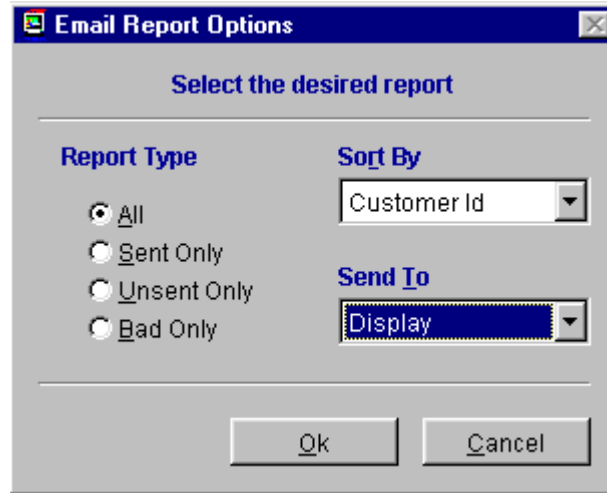 Email Report Options
Select the desired report
Report Type
All
Sent Only
Unsent Only
Bad Only
Sort By
Customer Id
Send To
Display
Ok
Cancel